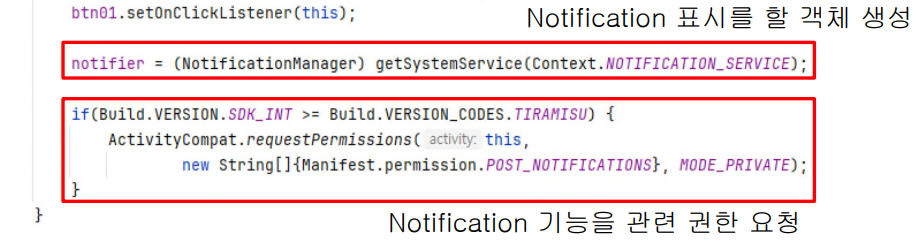 btn01.setOnClickListener(this);
Notification 표시를 할 객체 생성
notifier = (NotificationManager) getSystemService(Context.NOTIFICATION_SERVICE);
if(Build.VERSION.SDK_INT >= Build.VERSION_CODES.TIRAMISU) {
ActivityCompat.requestPermissions( activity: this,
new String[]{Manifest.permission.POST_NOTIFICATIONS}, MODE_PRIVATE);
}
}
Notification 기능을 관련 권한 요청